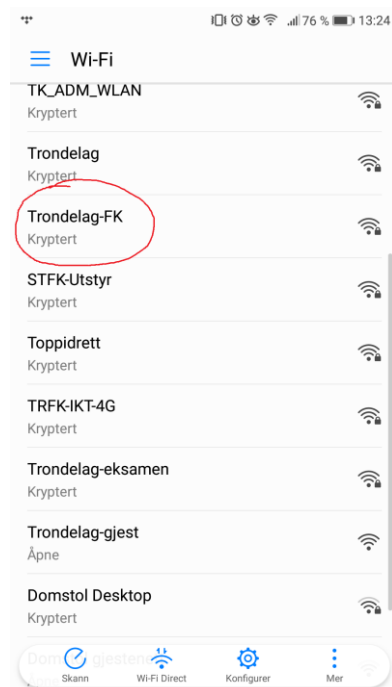 76 % 13:24
Wi-Fi
TK_ADM_WLAN
Kryptert
Trondelag
Kryptert
Trondelag-FK
Kryptert
STFK-Utstyr
Kryptert
Toppidrett
Kryptert
TRFK-IKT-4G
Kryptert
Trondelag-eksamen
Kryptert
Trondelag-gjest
Åpne
Domstol Desktop
Kryptert
Skann Wi-Fi Direct Konfigurer Mer